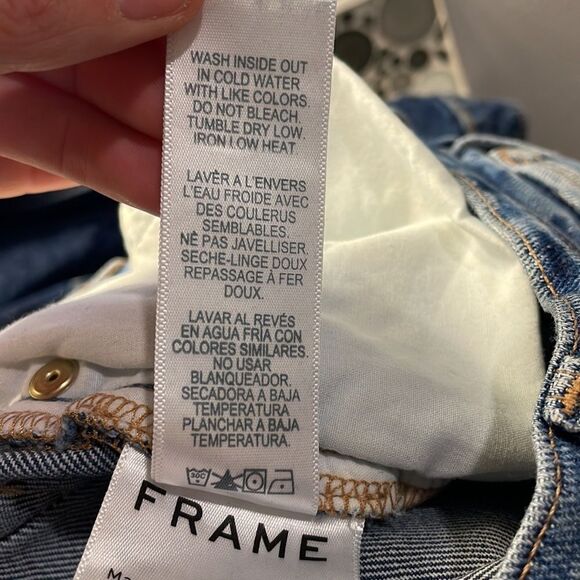 WASH INSIDE OUT
IN COLD WATER
WITH LIKE COLORS.
DO NOT BLEACH.
TUMBLE DRY LOW.
IRON LOW HEAT.
LAVÊR A L'ENVERS
L'EAU FROIDE AVEC
DES COULERUS
SEMBLABLES.
NÊ PAS JAVELLISER.
SECHE-LINGE DOUX
REPASSAGE À FER
DOUX.
LAVAR AL REVÉS
EN AGUA FRÍA CON
COLORES SIMILARES.
NO USAR
BLANQUEADOR.
SECADORA A BAJA
TEMPERATURA
PLANCHAR A BAJA
TEMPERATURA.
FRAME